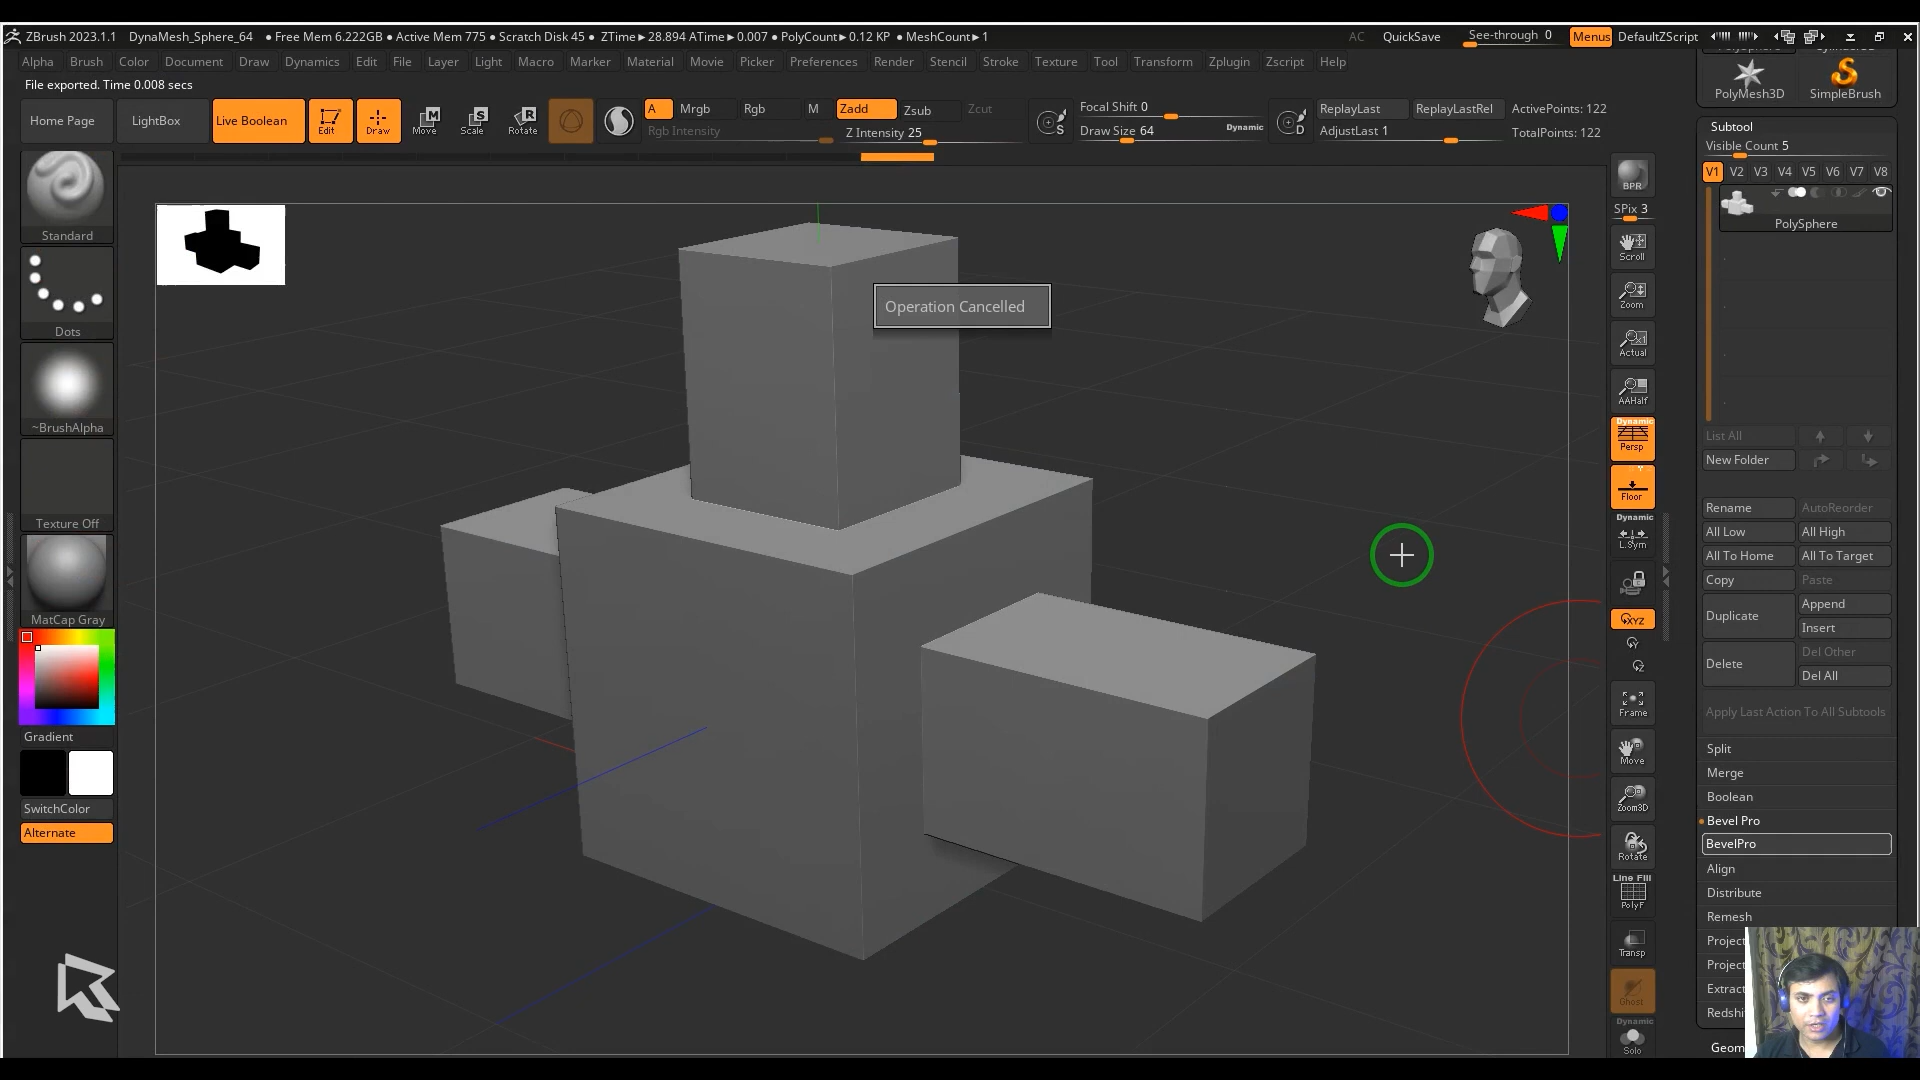 ZBrush 2023.1.1 DynaMesh_Sphere_64 ● Free Mem 6.222GB ● Active Mem 775 ● Scratch Disk 45 ● ZTime►28.894 ATime►0.007 ● PolyCount►0.12 KP ● MeshCount►1 AC QuickSave See-through 0 Menus DefaultZScript
Alpha Brush Color Document Draw Dynamics Edit File Layer Light Macro Marker Material Movie Picker Preferences Render Stencil Stroke Texture Tool Transform Zplugin Zscript Help
File exported. Time 0.008 secs
PolyMesh3D SimpleBrush
Home Page LightBox Live Boolean Edit Draw Move Scale Rotate
A Mrgb Rgb M Zadd Zsub Zcut
Rgb Intensity Z Intensity 25
Focal Shift 0
Draw Size 64 Dynamic
ReplayLast ReplayLastRel ActivePoints: 122
AdjustLast 1 TotalPoints: 122
Standard
Dots
~BrushAlpha
Texture Off
MatCap Gray
Gradient
SwitchColor
Alternate
Operation Cancelled
BPR
SPix 3
Scroll
Zoom
Actual
AAHalf
Dynamic
Persp
Floor
Dynamic
L.Sym
XYZ
Frame
Move
Zoom3D
Rotate
Line Fill
PolyF
Transp
Ghost
Dynamic
Solo
Subtool
Visible Count 5
V1 V2 V3 V4 V5 V6 V7 V8
PolySphere
List All
New Folder
Rename AutoReorder
All Low All High
All To Home All To Target
Copy Paste
Duplicate Append
Insert
Delete Del Other
Del All
Apply Last Action To All Subtools
Split
Merge
Boolean
Bevel Pro
BevelPro
Align
Distribute
Remesh
Project
Project
Extract
Redshi
Geom